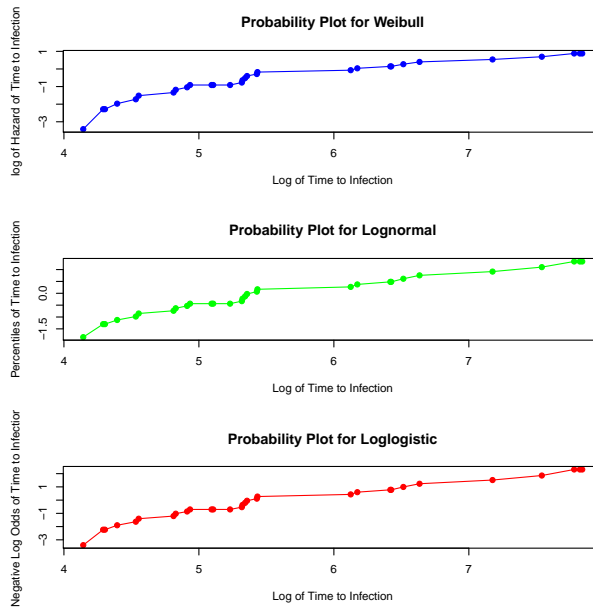 Probability Plot for Weibull
log of Hazard of Time to Infection
1
−1
−3
4 5 6 7
Log of Time to Infection
Probability Plot for Lognormal
Percentiles of Time to Infection
0.0
−1.5
4 5 6 7
Log of Time to Infection
Probability Plot for Loglogistic
Negative Log Odds of Time to Infection
1
−1
−3
4 5 6 7
Log of Time to Infection